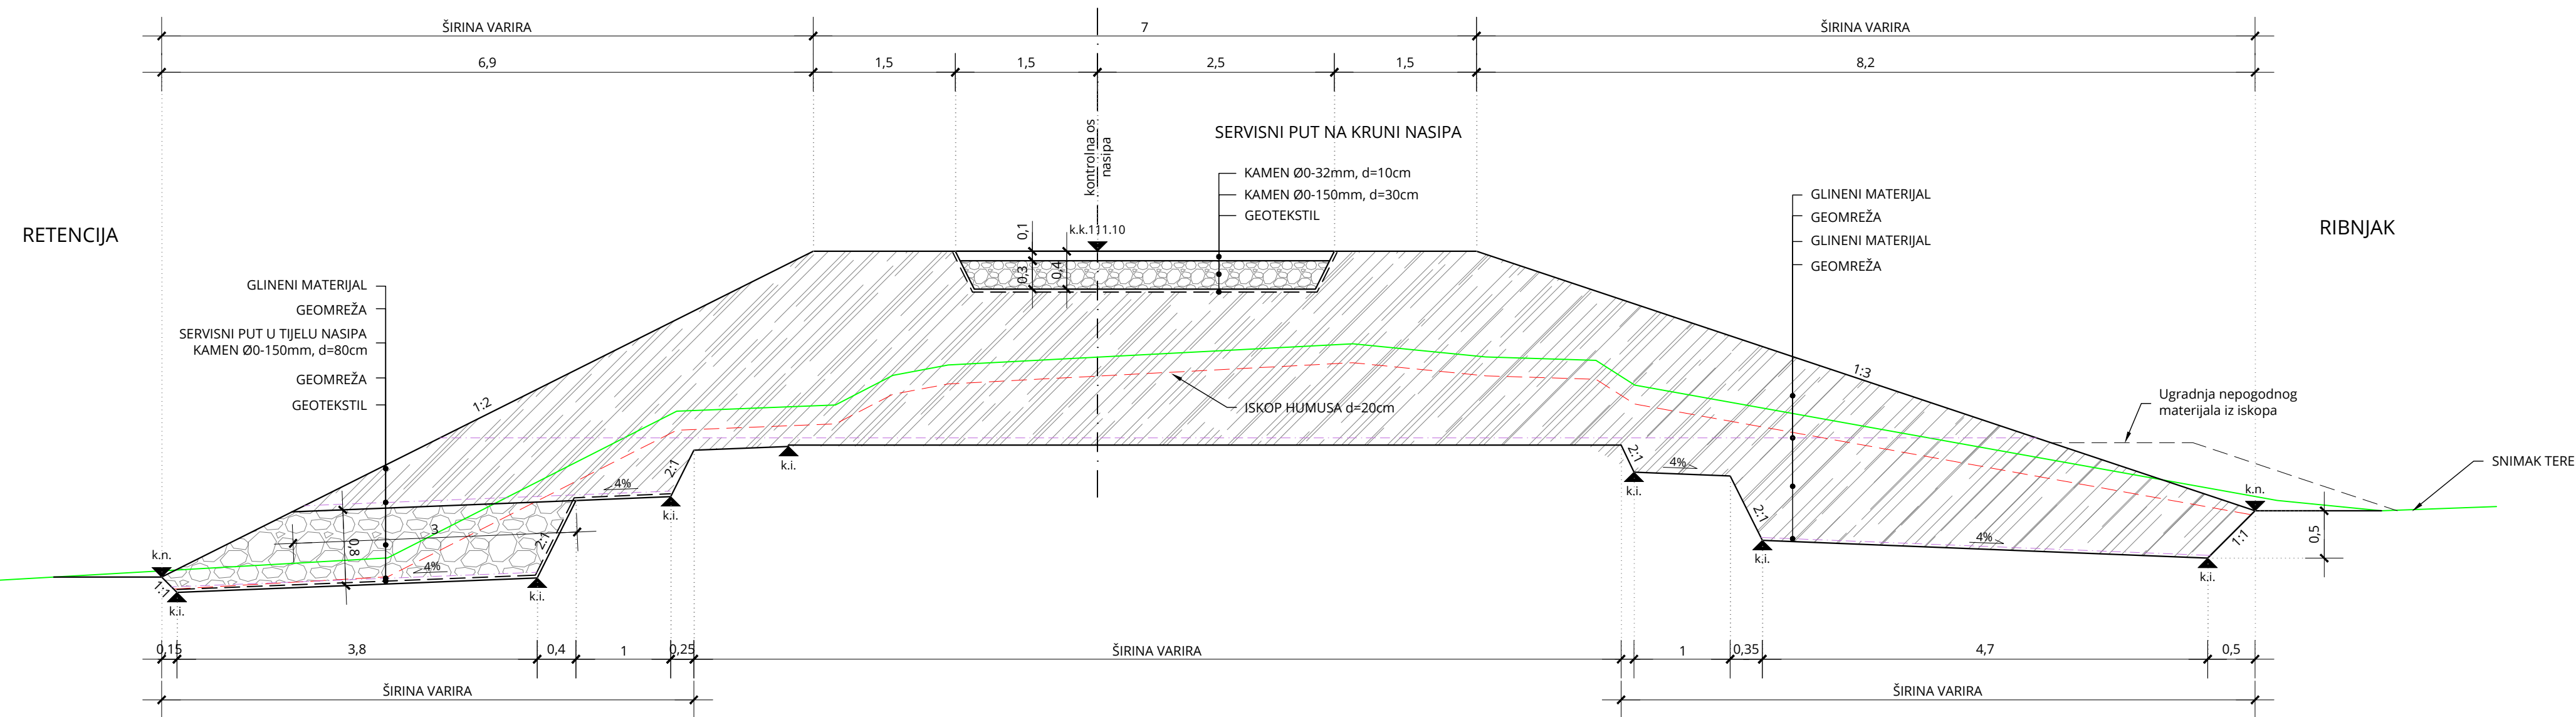 ŠIRINA VARIRA
7
ŠIRINA VARIRA
6,9
1,5
1,5
2,5
1,5
8,2
kontrolna os
nasipa
SERVISNI PUT NA KRUNI NASIPA
KAMEN Ø0-32mm, d=10cm
KAMEN Ø0-150mm, d=30cm
GEOTEKSTIL
GLINENI MATERIJAL
GEOMREŽA
GLINENI MATERIJAL
GEOMREŽA
RETENCIJA
RIBNJAK
k.k.111.10
0,1
0,3
0,4
GLINENI MATERIJAL
GEOMREŽA
SERVISNI PUT U TIJELU NASIPA
KAMEN Ø0-150mm, d=80cm
GEOMREŽA
GEOTEKSTIL
1:2
1:3
ISKOP HUMUSA d=20cm
Ugradnja nepogodnog
materijala iz iskopa
SNIMAK TERE
k.i.
2:1
4%
k.i.
2:1
4%
k.i.
2:1
k.n.
3
0,8
2:1
4%
k.n.
1:1
k.i.
k.i.
k.i.
4%
k.i.
1:1
0,5
0,15
3,8
0,4
1
0,25
ŠIRINA VARIRA
1
0,35
4,7
0,5
ŠIRINA VARIRA
ŠIRINA VARIRA